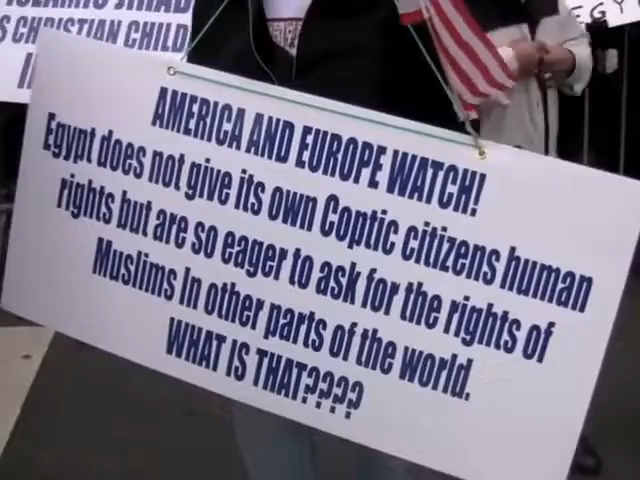 S CHRISTIAN CHILD
EGY
AMERICA AND EUROPE WATCH!
Egypt does not give its own Coptic citizens human
rights but are so eager to ask for the rights of
Muslims In other parts of the world.
WHAT IS THAT????